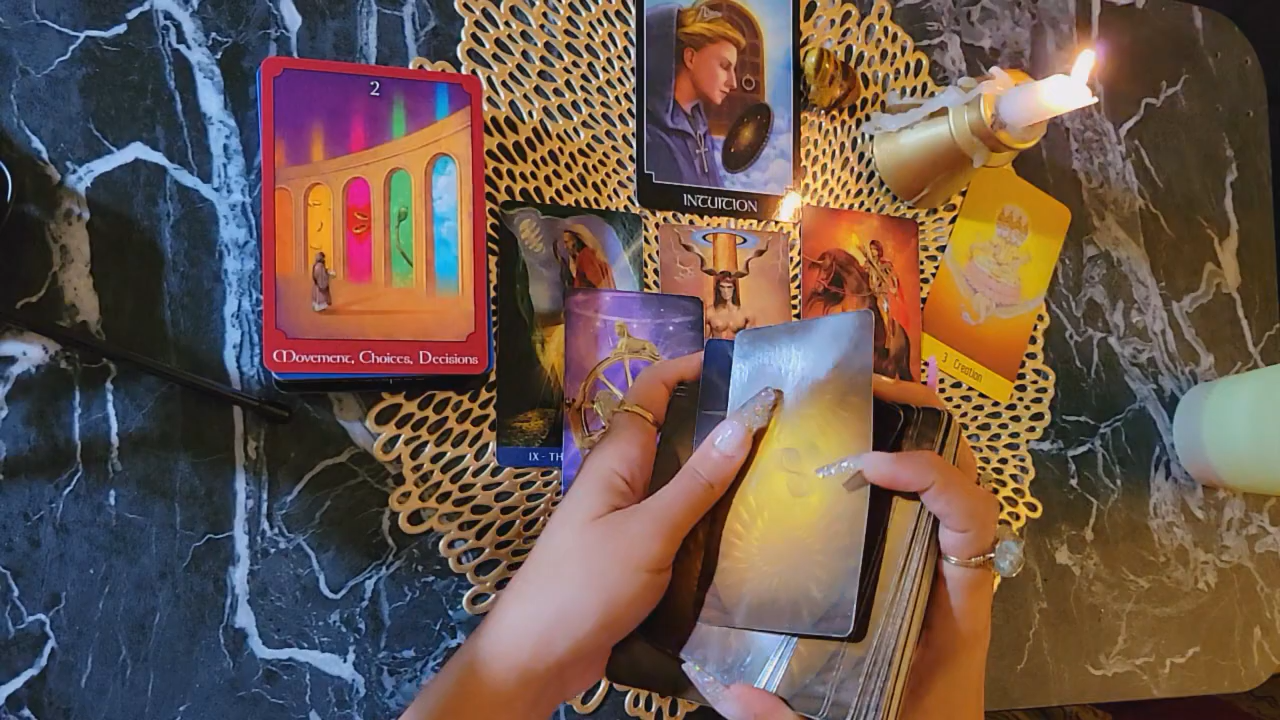 2
Movement, Choices, Decisions
INTUITION
IX - TH
3 Creation